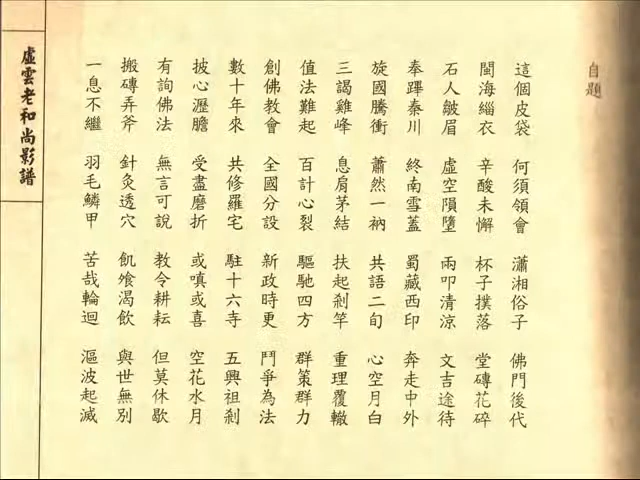 自題
這個皮袋 何須領會 瀟湘俗子 佛門後代
閩海緇衣 辛酸未懈 杯子撲落 堂磚花碎
石人皺眉 虛空隕墮 兩叩清涼 文吉途待
奉蹕秦川 終南雪蓋 蜀藏西印 奔走中外
旋國騰衝 蕭然一衲 共語二旬 心空月白
三謁雞峰 息肩茅結 扶起剎竿 重理覆轍
值法難起 百計心裂 驅馳四方 群策群力
創佛教會 全國分設 新政時更 鬥爭為法
數十年來 共修羅宅 駐十六寺 五興祖剎
披心瀝膽 受盡磨折 或嗔或喜 空花水月
有詢佛法 無言可說 教令耕耘 但莫休歇
搬磚弄斧 針灸透穴 飢飧渴飲 與世無別
一息不繼 羽毛鱗甲 苦哉輪迴 漚波起滅
虛雲老和尚影譜